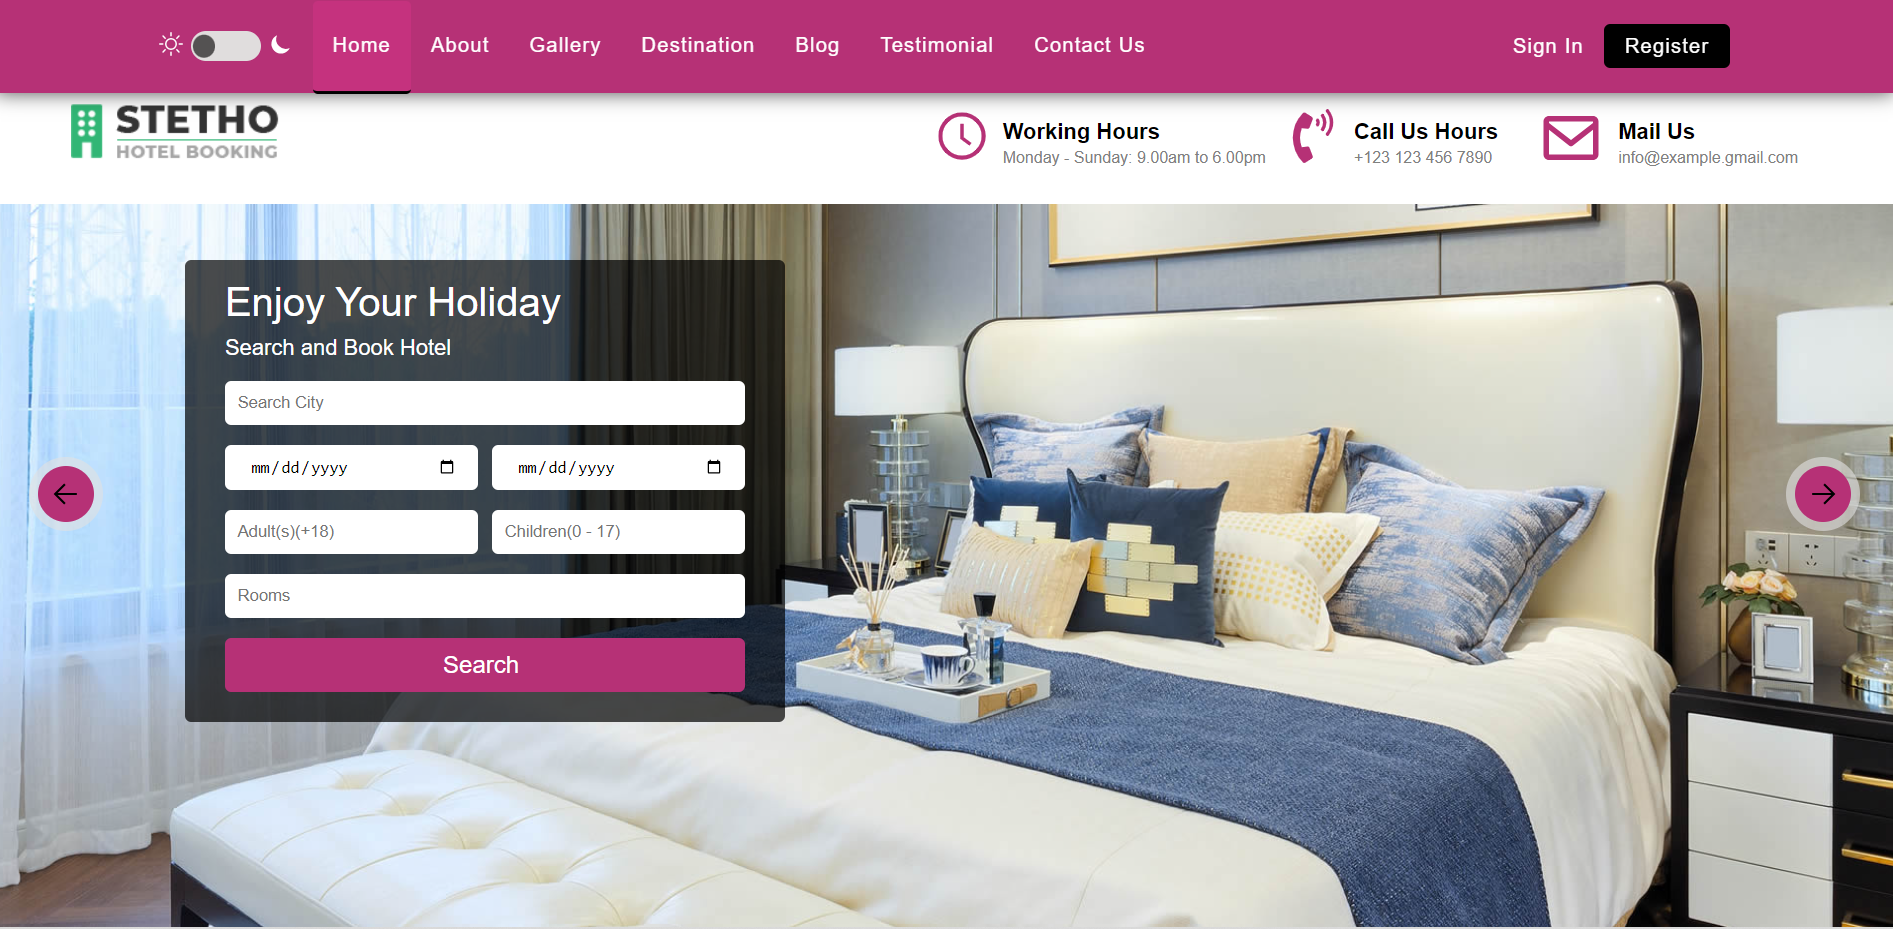 Home
About
Gallery
Destination
Blog
Testimonial
Contact Us
Sign In
Register
STETHO
HOTEL BOOKING
Working Hours
Monday - Sunday: 9.00am to 6.00pm
Call Us Hours
+123 123 456 7890
Mail Us
info@example.gmail.com
Enjoy Your Holiday
Search and Book Hotel
Search City
mm/dd/yyyy
mm/dd/yyyy
Adult(s)(+18)
Children(0 - 17)
Rooms
Search